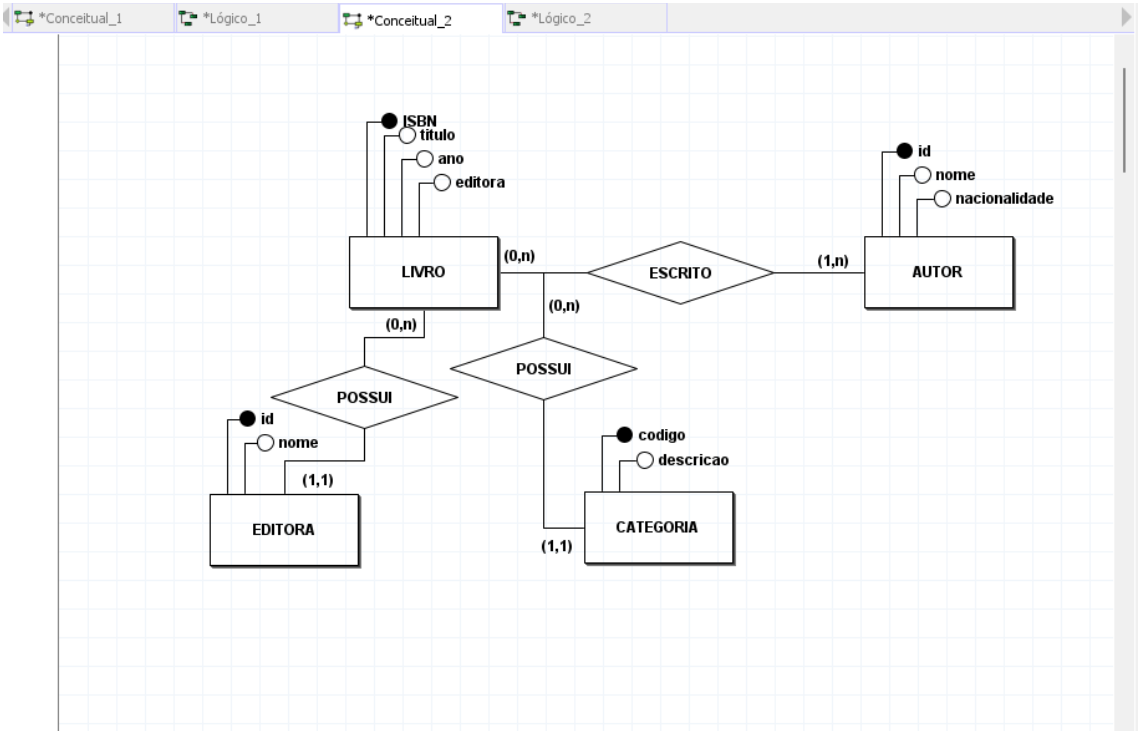 *Conceitual_1 *Lógico_1 *Conceitual_2 *Lógico_2
ISBN
titulo
ano
editora
id
nome
nacionalidade
LIVRO
(0,n)
ESCRITO
(1,n)
AUTOR
(0,n)
(0,n)
POSSUI
POSSUI
id
nome
(1,1)
EDITORA
codigo
descricao
CATEGORIA
(1,1)